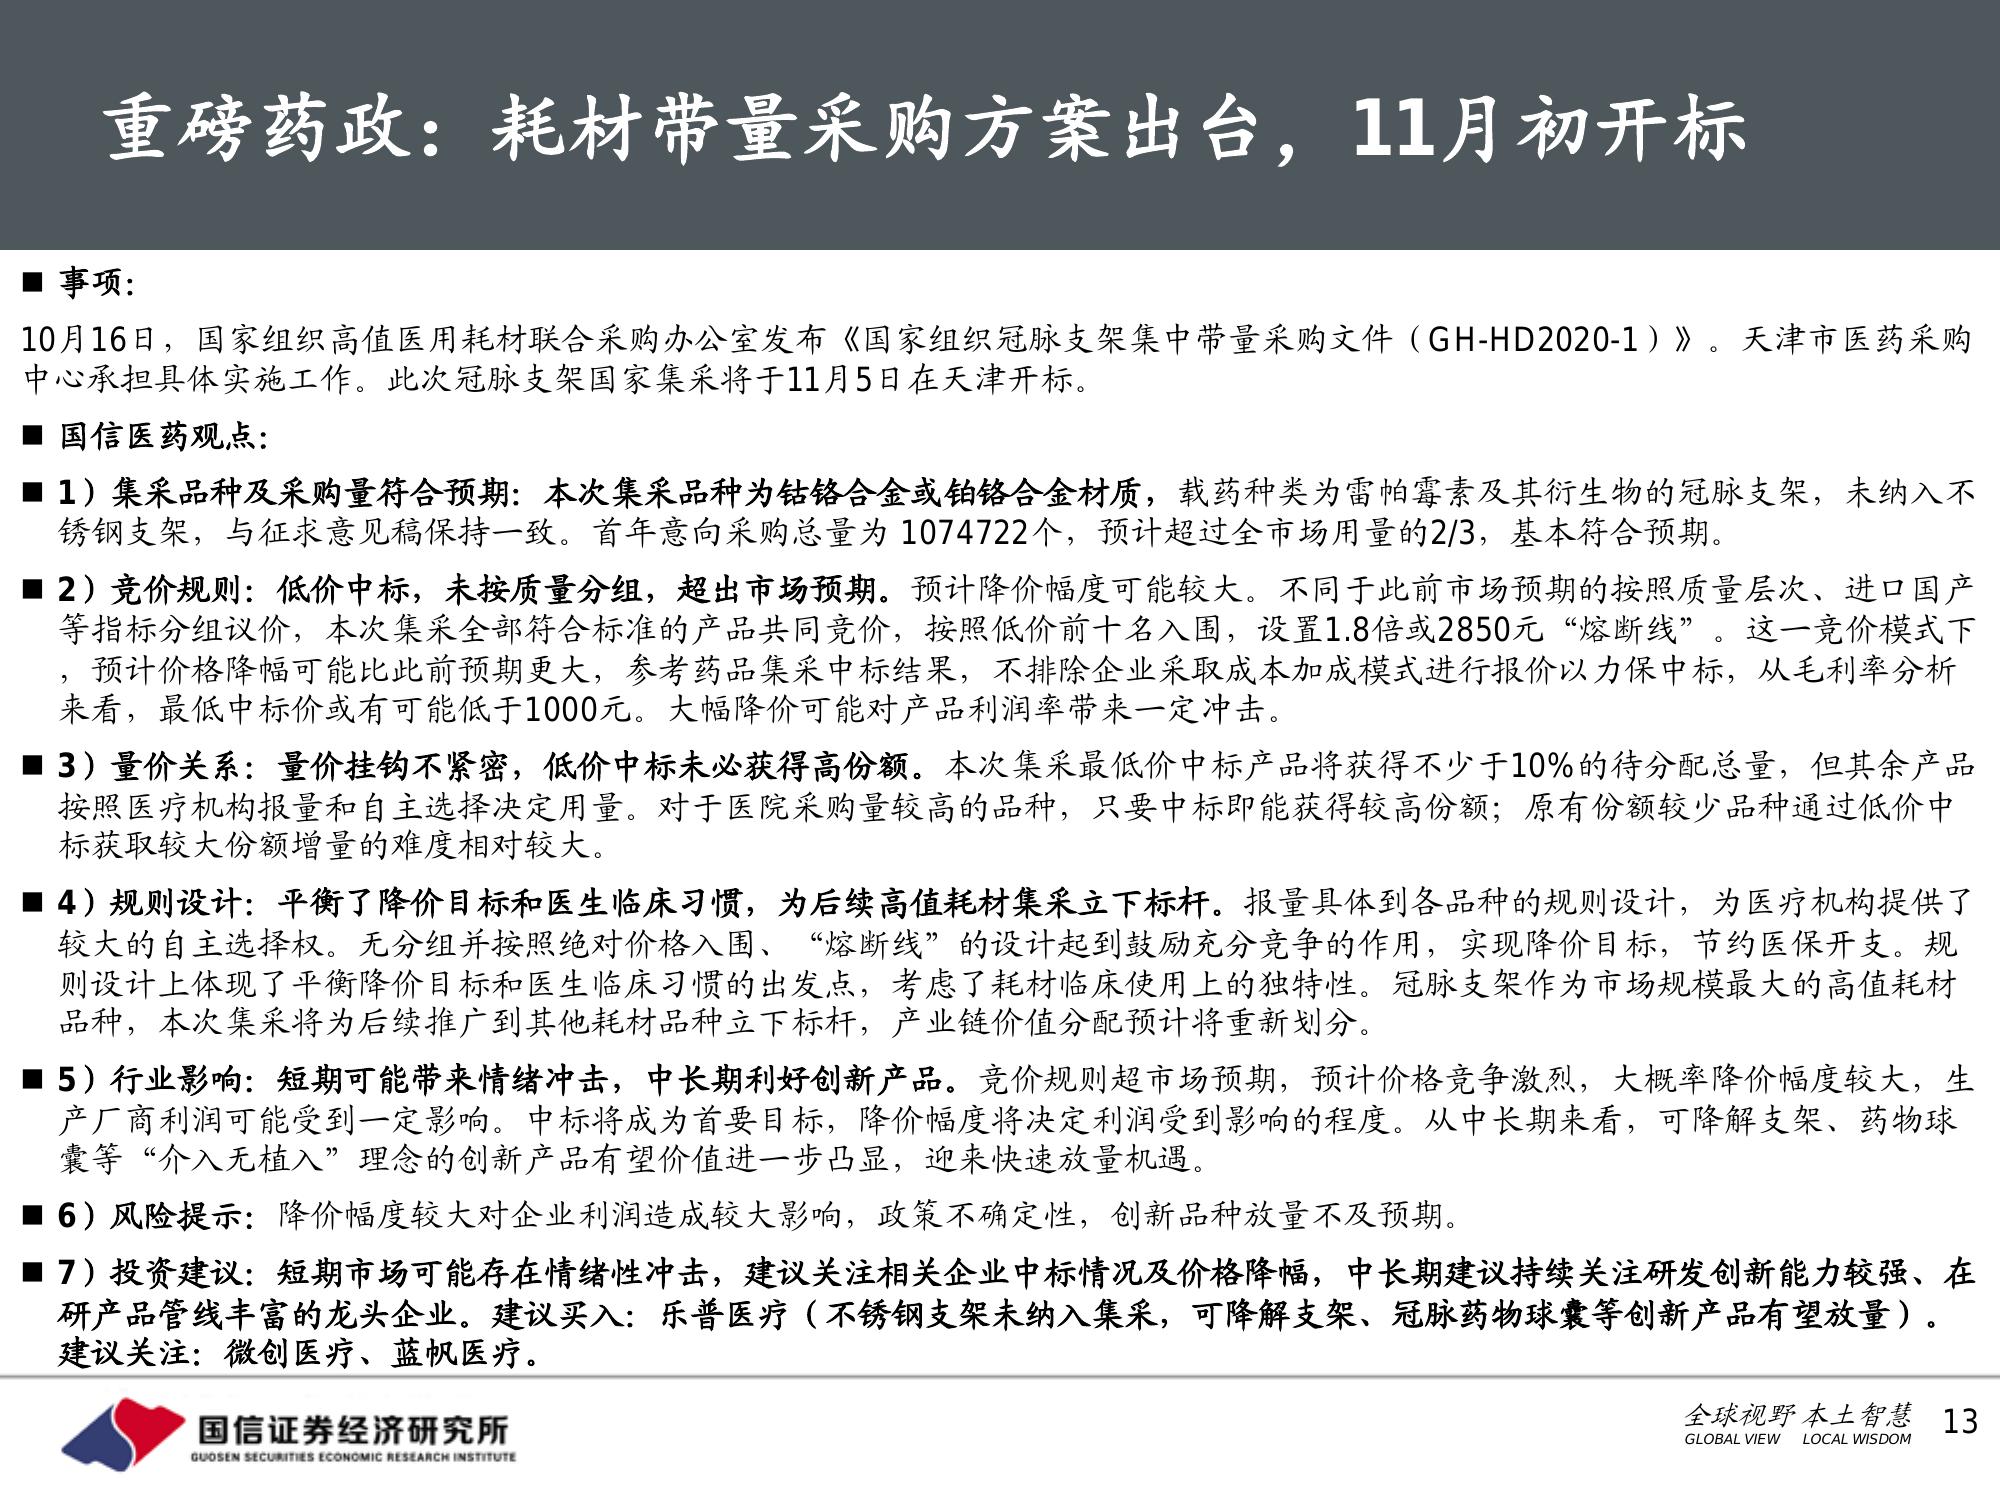 重磅药政：耗材带量采购方案出台，11月初开标
■ 事项：
10月16日，国家组织高值医用耗材联合采购办公室发布《国家组织冠脉支架集中带量采购文件（GH-HD2020-1）》。天津市医药采购
中心承担具体实施工作。此次冠脉支架国家集采将于11月5日在天津开标。
■ 国信医药观点：
■ 1）集采品种及采购量符合预期：本次集采品种为钴铬合金或铂铬合金材质，载药种类为雷帕霉素及其衍生物的冠脉支架，未纳入不
锈钢支架，与征求意见稿保持一致。首年意向采购总量为 1074722个，预计超过全市场用量的2/3，基本符合预期。
■ 2）竞价规则：低价中标，未按质量分组，超出市场预期。预计降价幅度可能较大。不同于此前市场预期的按照质量层次、进口国产
等指标分组议价，本次集采全部符合标准的产品共同竞价，按照低价前十名入围，设置1.8倍或2850元“熔断线”。这一竞价模式下
，预计价格降幅可能比此前预期更大，参考药品集采中标结果，不排除企业采取成本加成模式进行报价以力保中标，从毛利率分析
来看，最低中标价或有可能低于1000元。大幅降价可能对产品利润率带来一定冲击。
■ 3）量价关系：量价挂钩不紧密，低价中标未必获得高份额。本次集采最低价中标产品将获得不少于10%的待分配总量，但其余产品
按照医疗机构报量和自主选择决定用量。对于医院采购量较高的品种，只要中标即能获得较高份额；原有份额较少品种通过低价中
标获取较大份额增量的难度相对较大。
■ 4）规则设计：平衡了降价目标和医生临床习惯，为后续高值耗材集采立下标杆。报量具体到各品种的规则设计，为医疗机构提供了
较大的自主选择权。无分组并按照绝对价格入围、“熔断线”的设计起到鼓励充分竞争的作用，实现降价目标，节约医保开支。规
则设计上体现了平衡降价目标和医生临床习惯的出发点，考虑了耗材临床使用上的独特性。冠脉支架作为市场规模最大的高值耗材
品种，本次集采将为后续推广到其他耗材品种立下标杆，产业链价值分配预计将重新划分。
■ 5）行业影响：短期可能带来情绪冲击，中长期利好创新产品。竞价规则超市场预期，预计价格竞争激烈，大概率降价幅度较大，生
产厂商利润可能受到一定影响。中标将成为首要目标，降价幅度将决定利润受到影响的程度。从中长期来看，可降解支架、药物球
囊等“介入无植入”理念的创新产品有望价值进一步凸显，迎来快速放量机遇。
■ 6）风险提示：降价幅度较大对企业利润造成较大影响，政策不确定性，创新品种放量不及预期。
■ 7）投资建议：短期市场可能存在情绪性冲击，建议关注相关企业中标情况及价格降幅，中长期建议持续关注研发创新能力较强、在
研产品管线丰富的龙头企业。建议买入：乐普医疗（不锈钢支架未纳入集采，可降解支架、冠脉药物球囊等创新产品有望放量）。
建议关注：微创医疗、蓝帆医疗。
国信证券经济研究所
GUOSEN SECURITIES ECONOMIC RESEARCH INSTITUTE
全球视野 本土智慧
GLOBAL VIEW LOCAL WISDOM
13